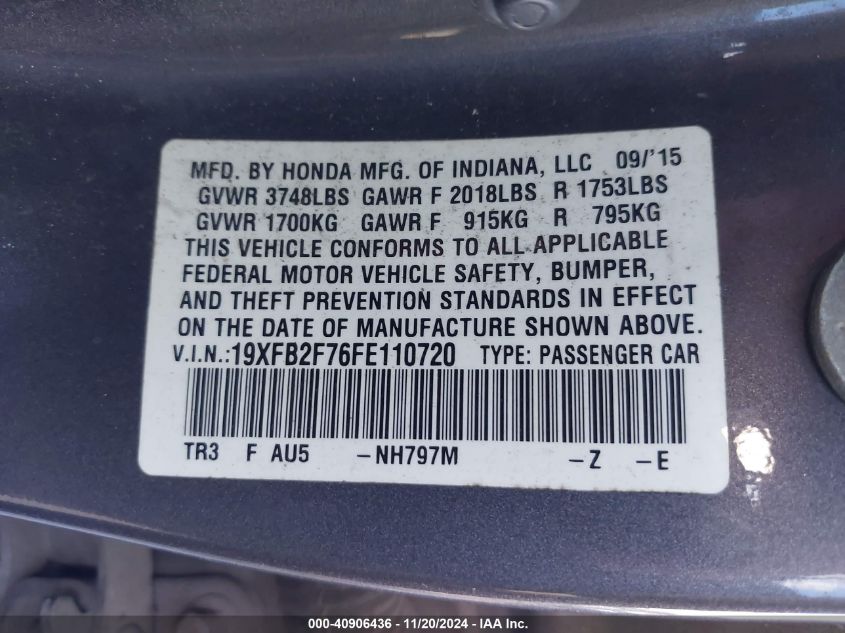 MFD. BY HONDA MFG. OF INDIANA, LLC 09/'15
GVWR 3748LBS GAWR F 2018LBS R 1753LBS
GVWR 1700KG GAWR F 915KG R 795KG
THIS VEHICLE CONFORMS TO ALL APPLICABLE
FEDERAL MOTOR VEHICLE SAFETY, BUMPER,
AND THEFT PREVENTION STANDARDS IN EFFECT
ON THE DATE OF MANUFACTURE SHOWN ABOVE.
V.I.N.:19XFB2F76FE110720 TYPE: PASSENGER CAR
TR3 F AU5 -NH797M -Z -E
000-40906436 - 11/20/2024 - IAA Inc.